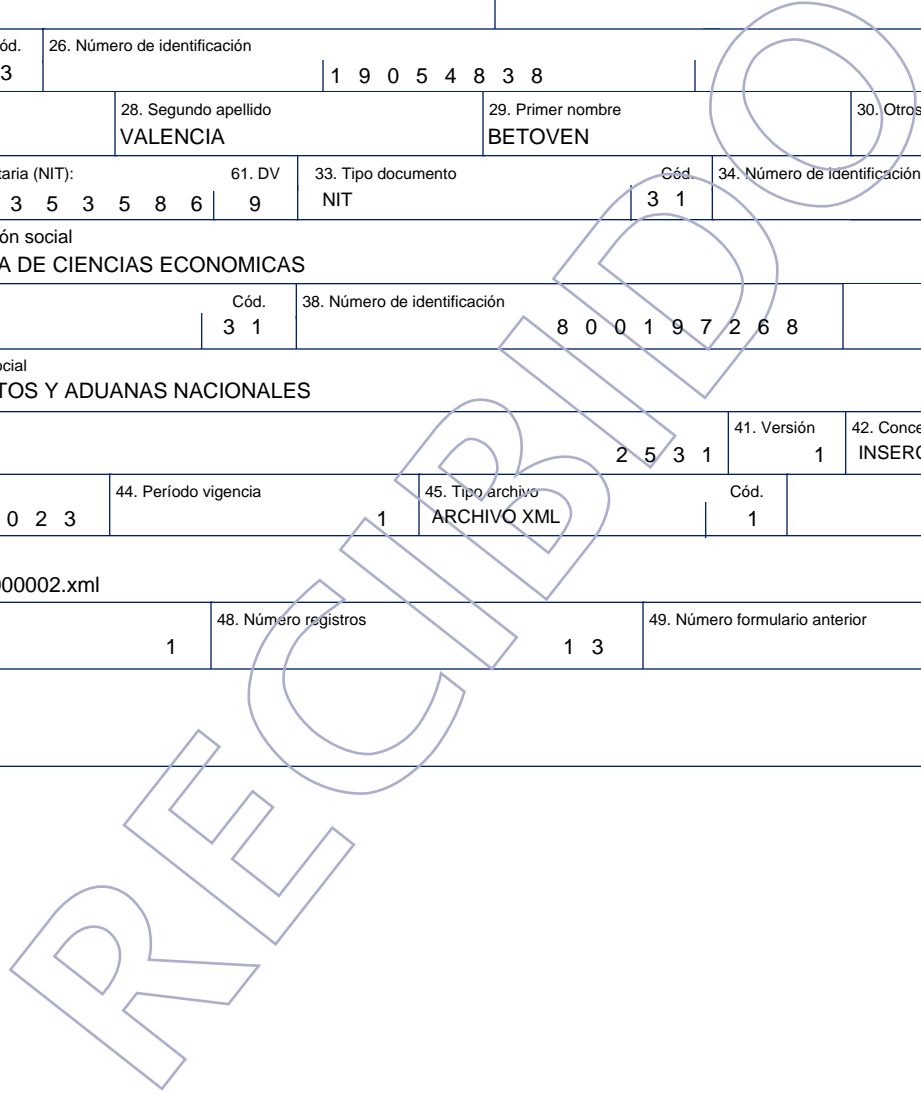 ód. 26. Número de identificación
3 1 9 0 5 4 8 3 8
28. Segundo apellido 29. Primer nombre 30. Otros
VALENCIA BETOVEN
taria (NIT): 61. DV 33. Tipo documento Cód. 34. Número de identificación
3 5 3 5 8 6 9 NIT 3 1
ón social
A DE CIENCIAS ECONOMICAS
Cód. 38. Número de identificación
3 1 8 0 0 1 9 7 2 6 8
ocial
TOS Y ADUANAS NACIONALES
41. Versión 42. Conce
2 5 3 1 1 INSERC
44. Período vigencia 45. Tipo archivo Cód.
0 2 3 1 ARCHIVO XML 1
000002.xml
48. Número registros 49. Número formulario anterior
1 1 3
RECIBIDO